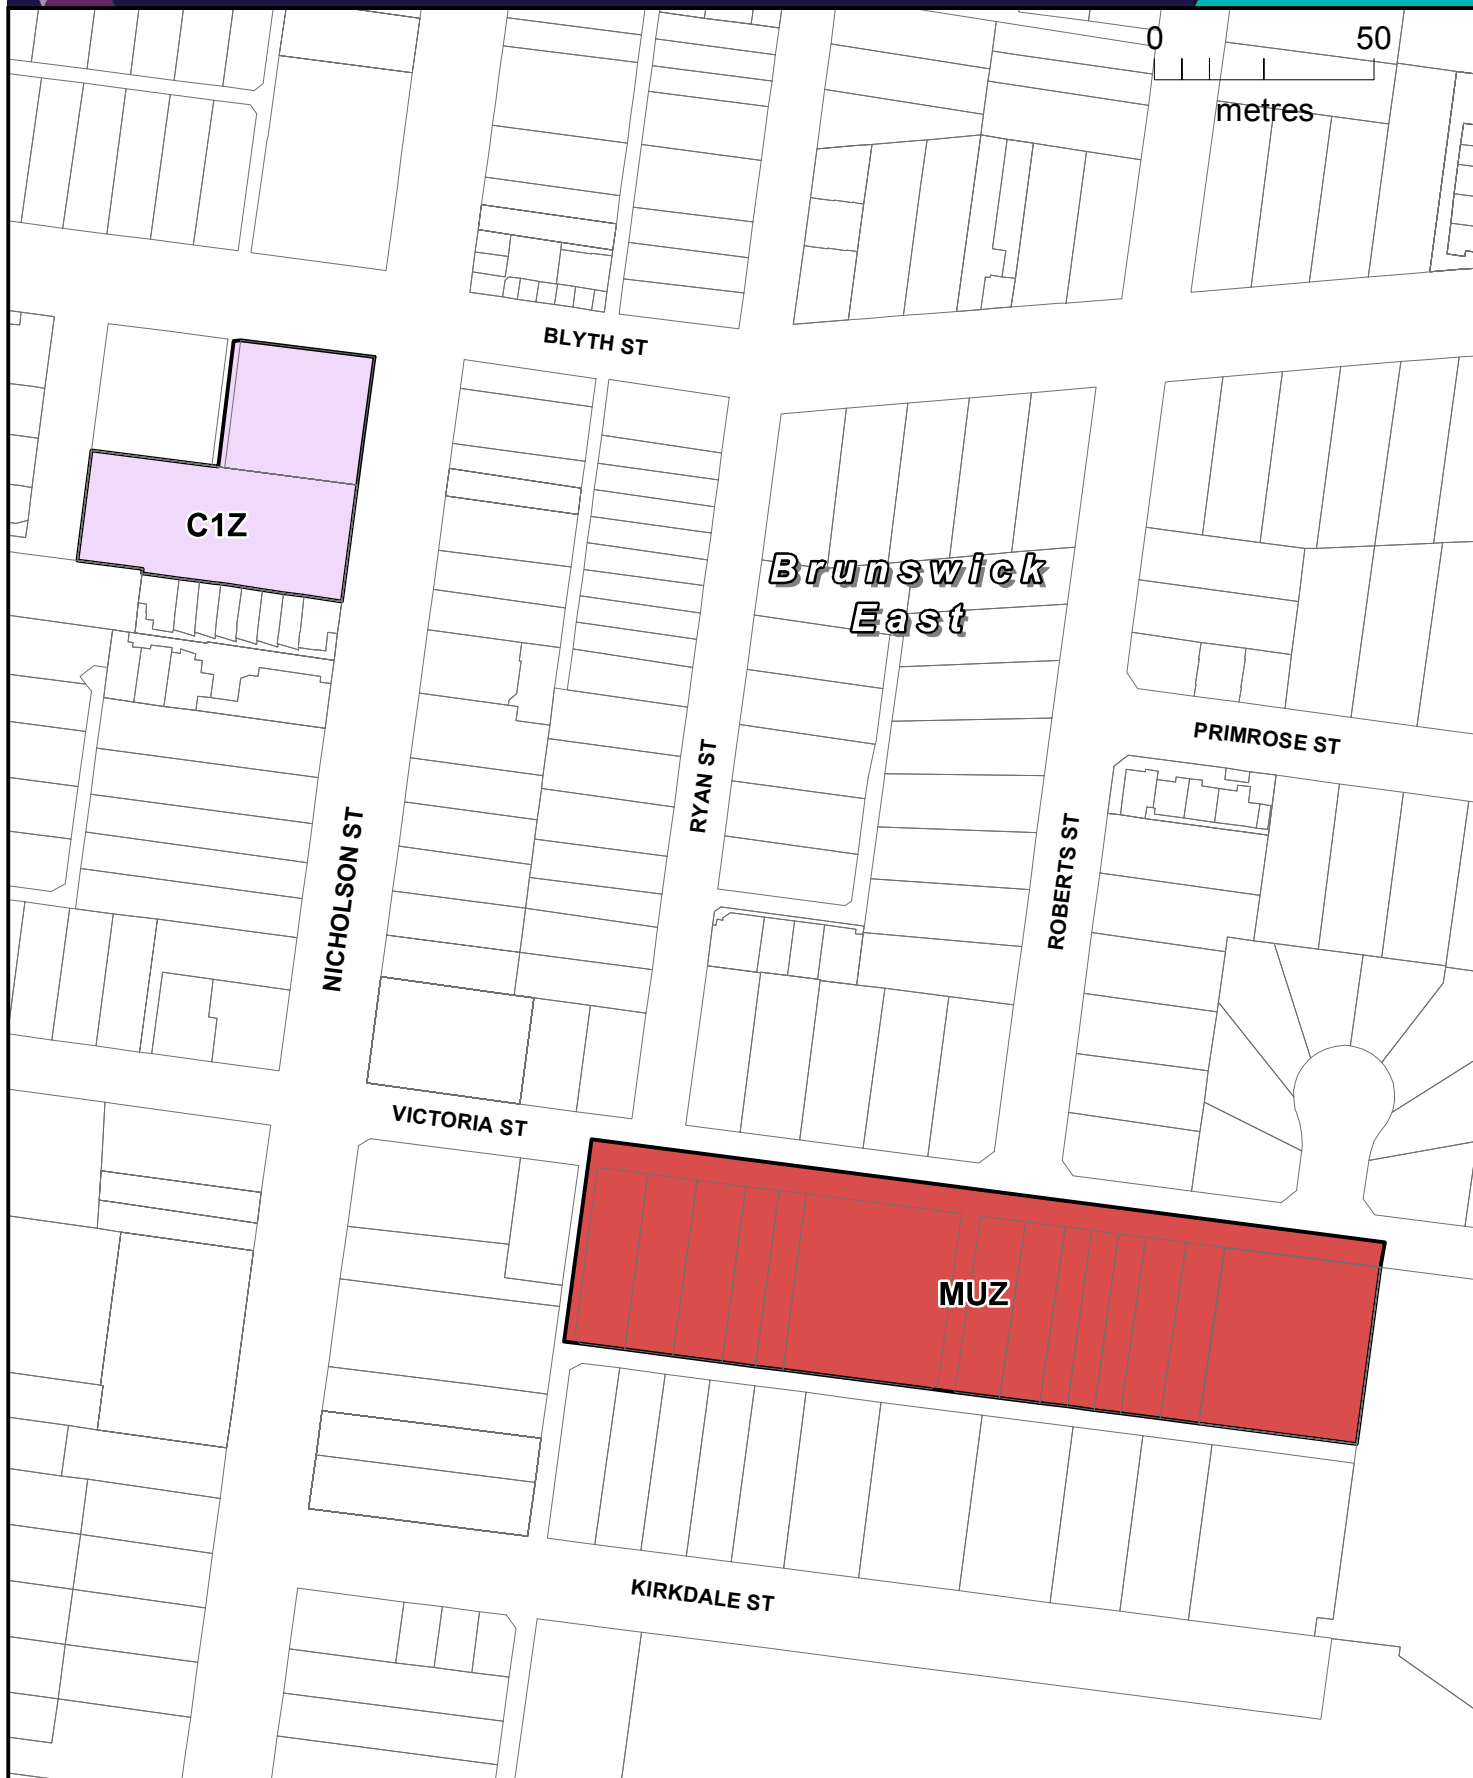 0 50
metres
BLYTH ST
C1Z
Brunswick
East
PRIMROSE ST
RYAN ST
NICHOLSON ST
ROBERTS ST
VICTORIA ST
MUZ
KIRKDALE ST